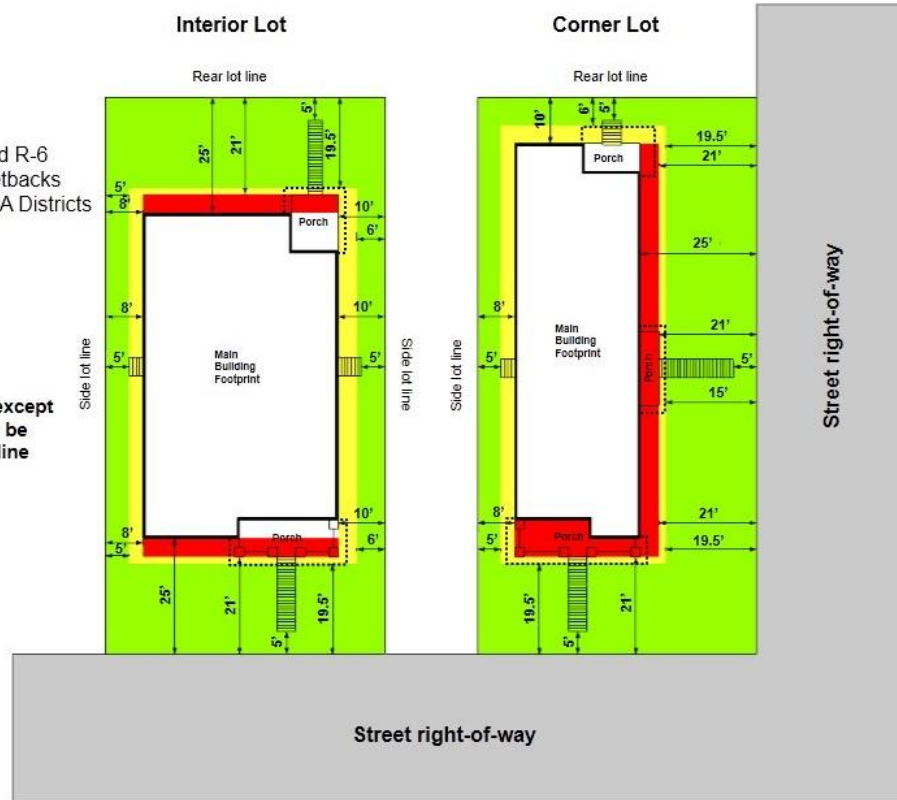 Interior Lot
Corner Lot
Rear lot line
Rear lot line
d R-6
etbacks
A Districts
except
be
line
25'
21'
5'
19.5'
5'
8'
10'
6'
Porch
8'
10'
5'
5'
Side lot line
Side lot line
Main
Building
Footprint
8'
5'
10'
6'
Porch
25'
21'
19.5'
5'
10'
6'
5'
19.5'
21'
Porch
25'
8'
21'
5'
5'
15'
Side lot line
Main
Building
Footprint
Porch
8'
5'
21'
19.5'
Porch
19.5'
21'
5'
Street right-of-way
Street right-of-way